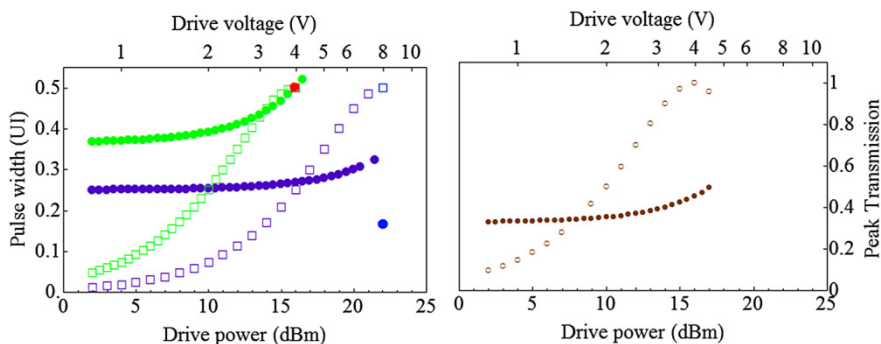 Drive voltage (V)
1 2 3 4 5 6 8 10
Pulse width (UI)
0.5
0.4
0.3
0.2
0.1
0
0 5 10 15 20 25
Drive power (dBm)
Drive voltage (V)
1 2 3 4 5 6 8 10
1
0.8
0.6
0.4
0.2
0
Peak Transmission
0 5 10 15 20 25
Drive power (dBm)